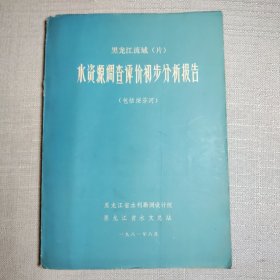 黑龙江流域（片）
水资源调查评价初步分析报告
（包括绥芬河）
黑龙江省水利勘测设计院
黑龙江省水文总站
一九八一年六月